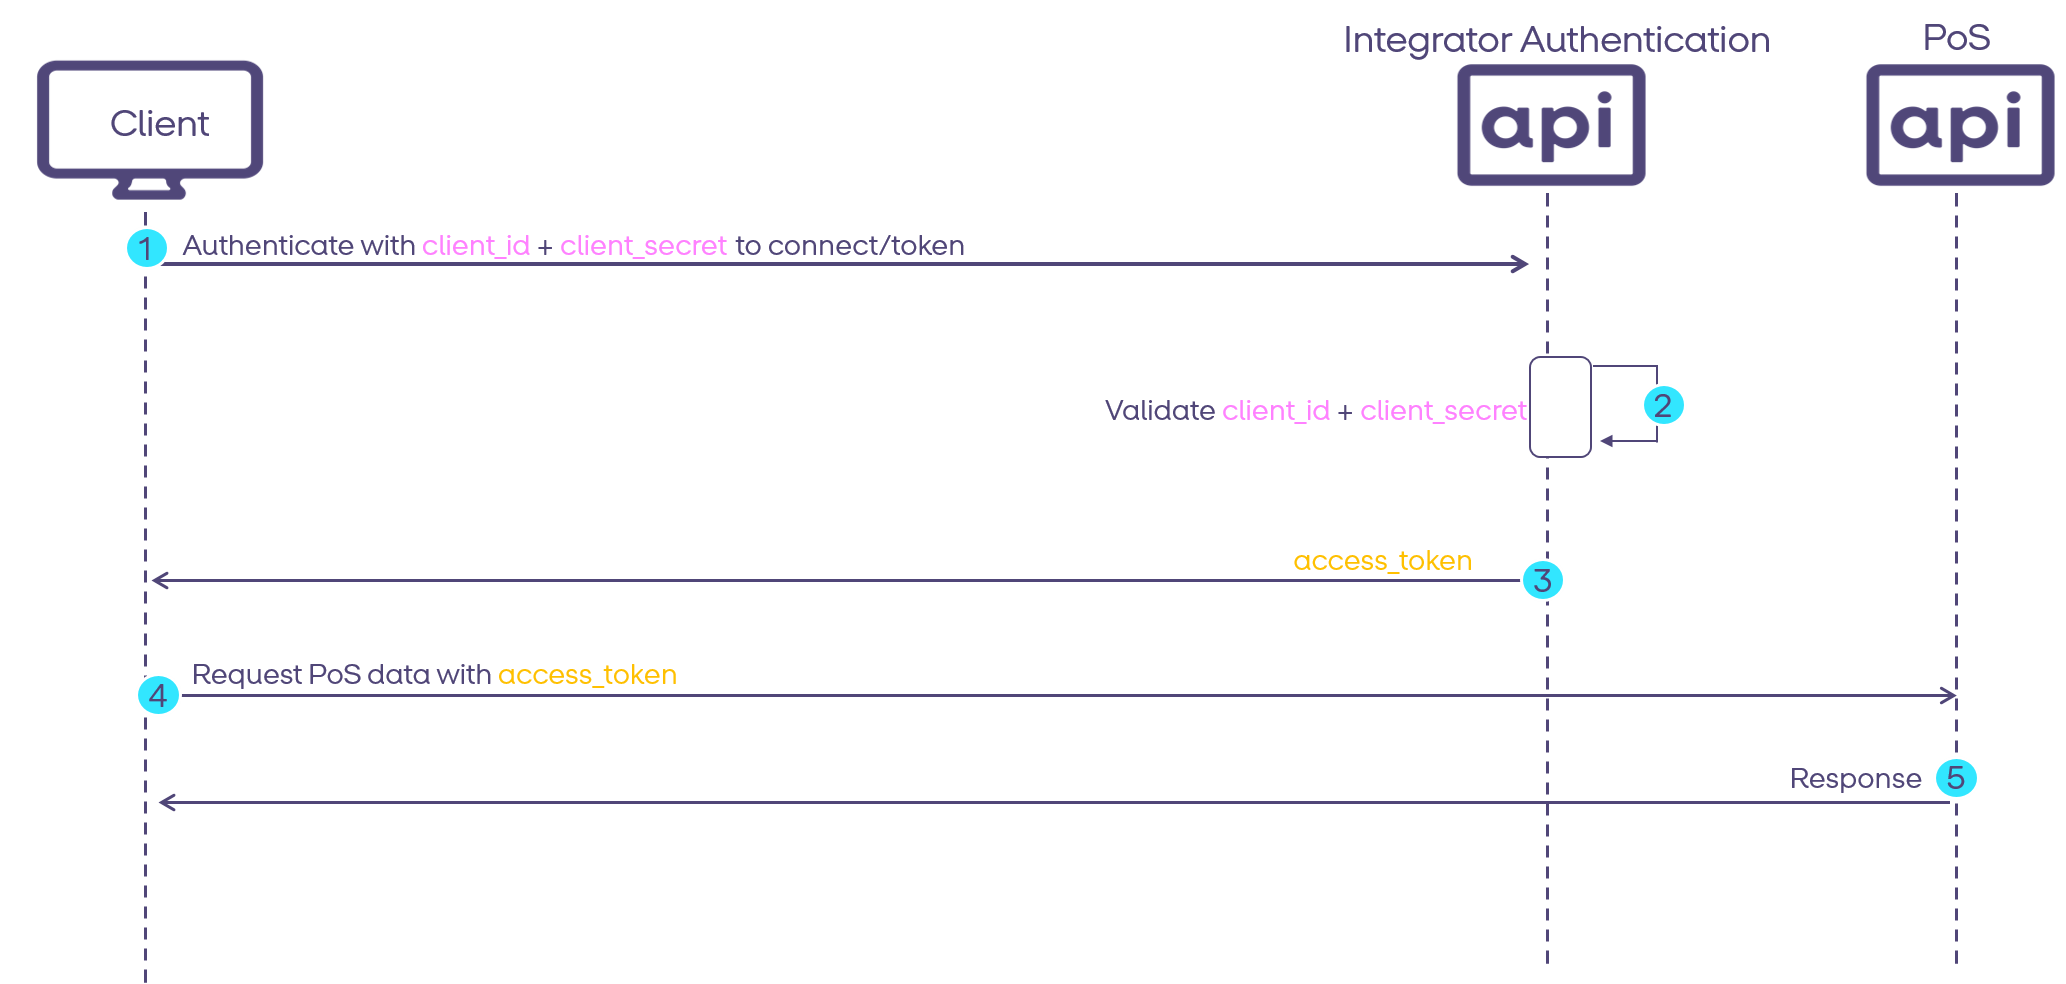 Integrator Authentication
PoS
Client
api
api
1
Authenticate with client_id + client_secret to connect/token
Validate client_id + client_secret
2
access_token
3
Request PoS data with access_token
4
Response
5